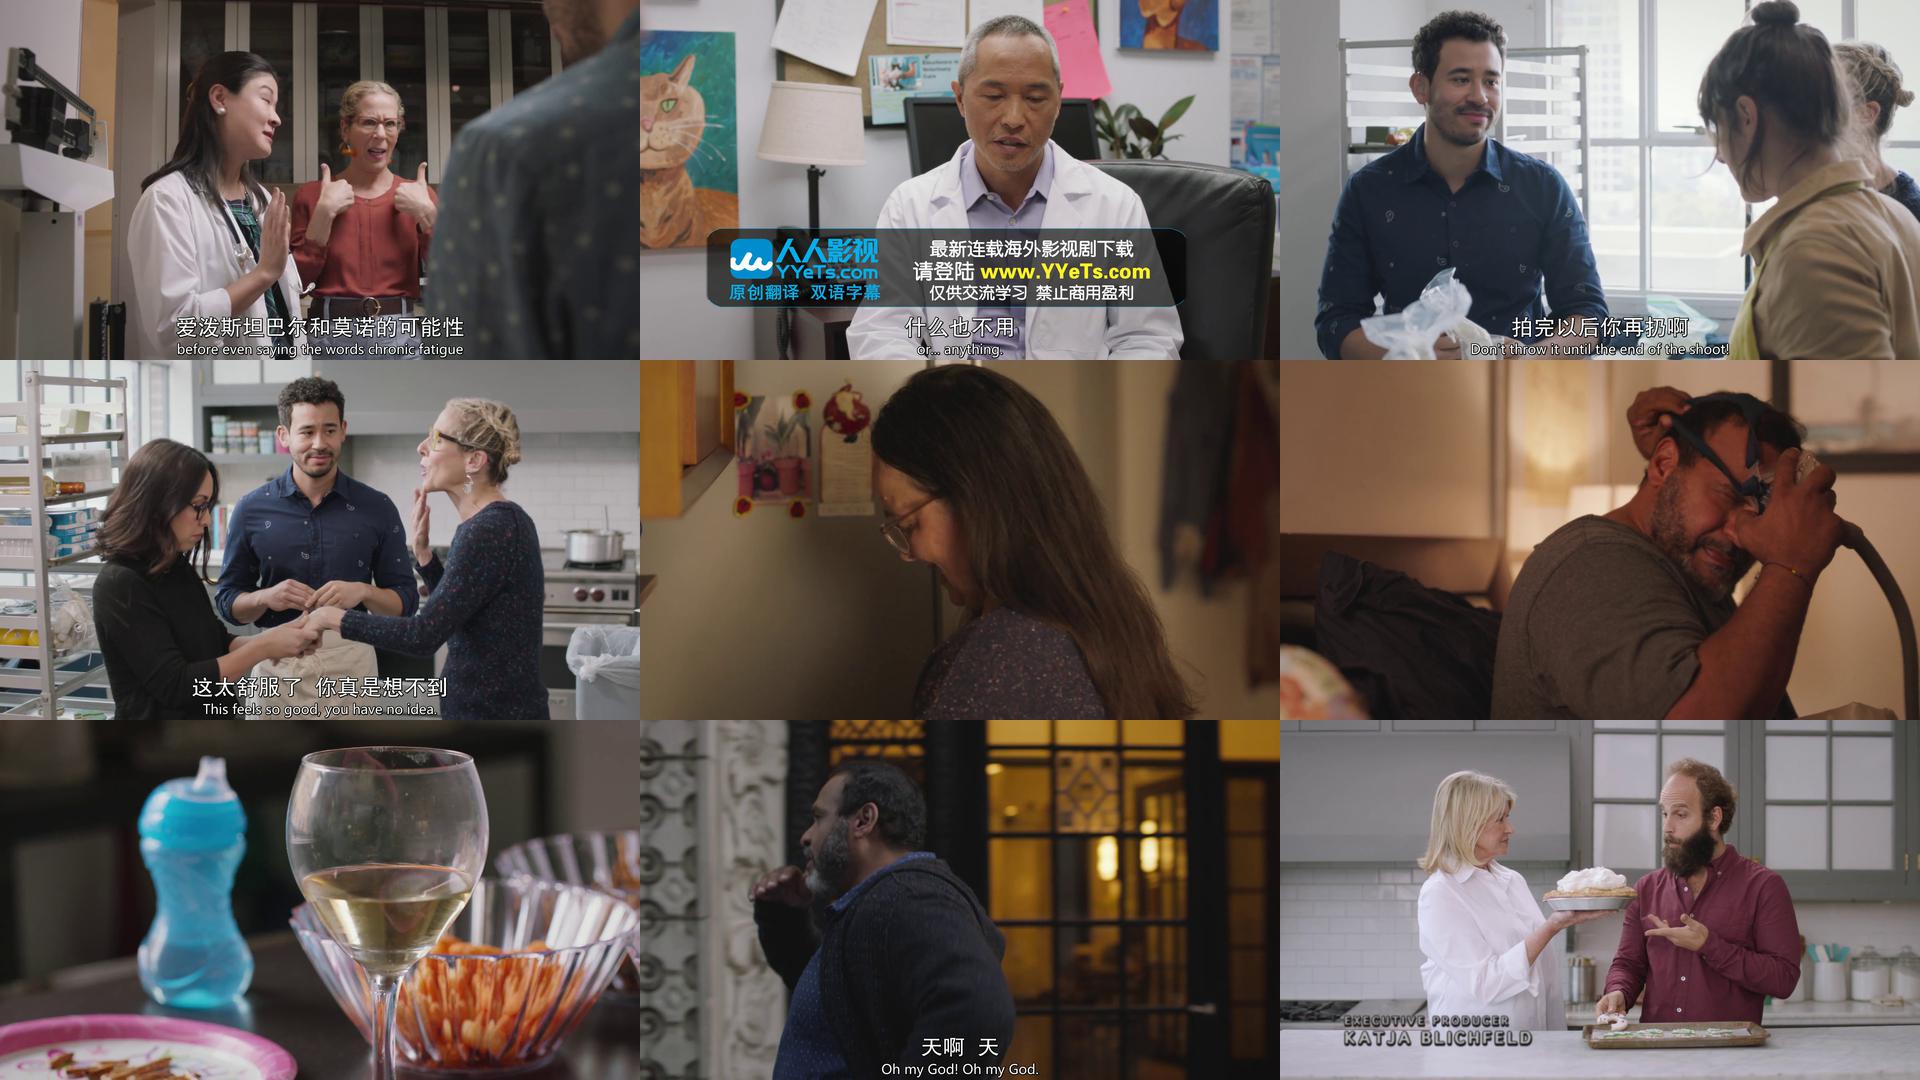 爱泼斯坦巴尔和莫诺的可能性
before even saying the words chronic fatigue
人人影视
YYeTs.com
原创翻译 双语字幕
最新连载海外影视剧下载
请登陆 www.YYeTs.com
仅供交流学习 禁止商用盈利
什么也不用
or... anything.
拍完以后你再扔啊
Don't throw it until the end of the shoot!
这太舒服了 你真是想不到
This feels so good, you have no idea.
天啊 天
Oh my God! Oh my God.
EXECUTIVE PRODUCER
KATJA BLICHFELD